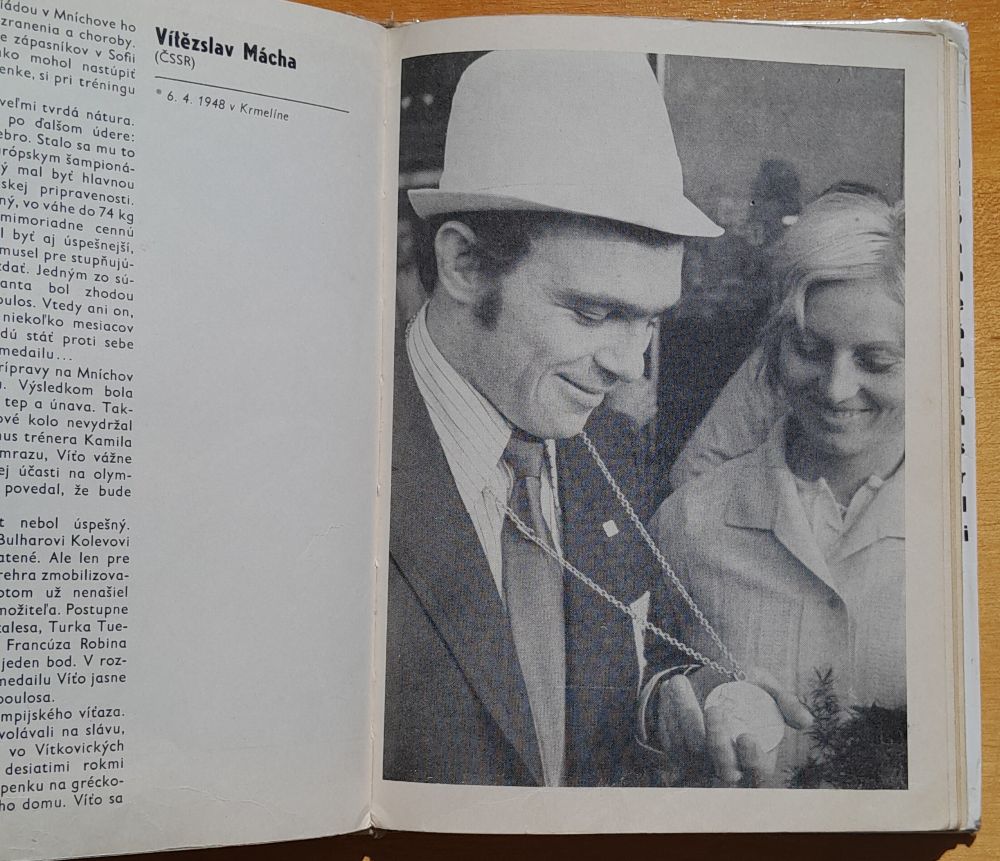 iádou v Mníchove ho
zranenia a choroby.
e zápasníkov v Sofii
ako mohol nastúpiť
enke, si pri tréningu
veľmi tvrdá nátura.
po ďalšom údere:
ebro. Stalo sa mu to
urópskym šampioná-
ý mal byť hlavnou
skej pripravenosti.
ný, vo váhe do 74 kg
mimoriadne cennú
l byť aj úspešnejší,
musel pre stupňujú-
zdať. Jedným zo sú-
anta bol zhodou
oulos. Vtedy ani on,
niekoľko mesiacov
dú stáť proti sebe
medailu...
rípravy na Mníchov
u. Výsledkom bola
tep a únava. Tak-
ové kolo nevydržal
nus trénera Kamila
mrazu, Víťo vážne
ej účasti na olym-
povedal, že bude
t nebol úspešný.
Bulharovi Kolevovi
atené. Ale len pre
rehra zmobilizova-
otom už nenašiel
možiteľa. Postupne
zalesa, Turka Tue-
Francúza Robina
jeden bod. V roz-
medailu Víťo jasne
poulosa.
mpijského víťaza.
volávali na slávu,
vo Vítkovických
desiatimi rokmi
penku na grécko-
ho domu. Víťo sa
Vítězslav Mácha
(ČSSR)
* 6. 4. 1948 v Krmelíne